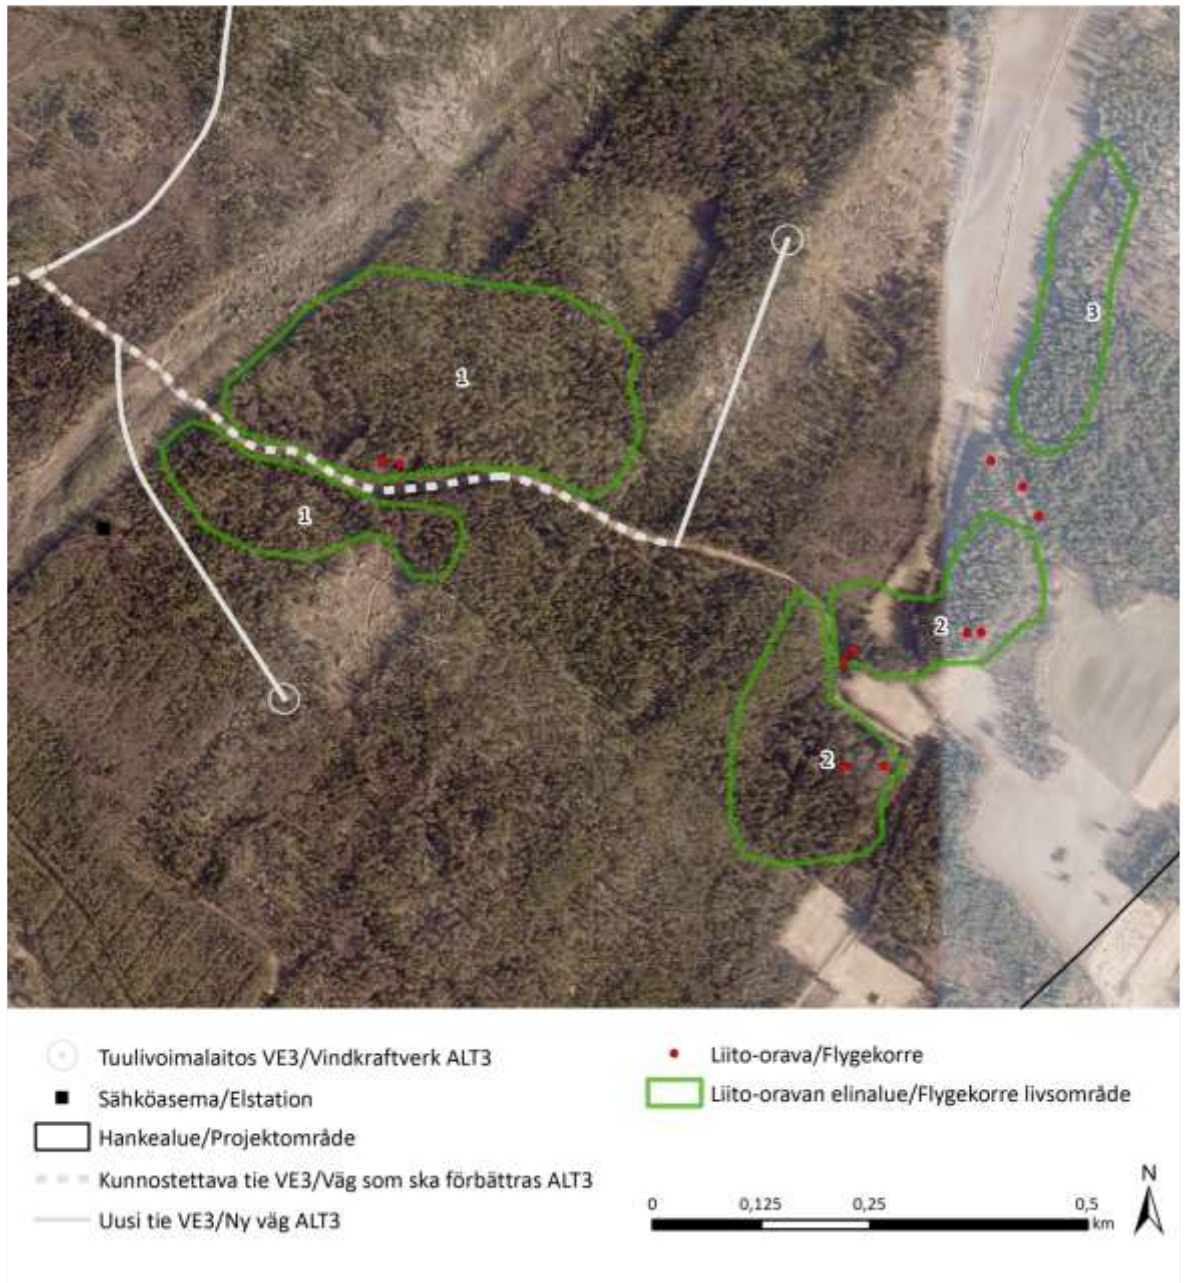 3
1
1
2
2
Tuulivoimalaitos VE3/Vindkraftverk ALT3
Sähköasema/Elstation
Hankealue/Projektområde
Kunnostettava tie VE3/Väg som ska förbättras ALT3
Uusi tie VE3/Ny väg ALT3
Liito-orava/Flygekorre
Liito-oravan elinalue/Flygekorre livsområde
0 0,125 0,25 0,5
km
N